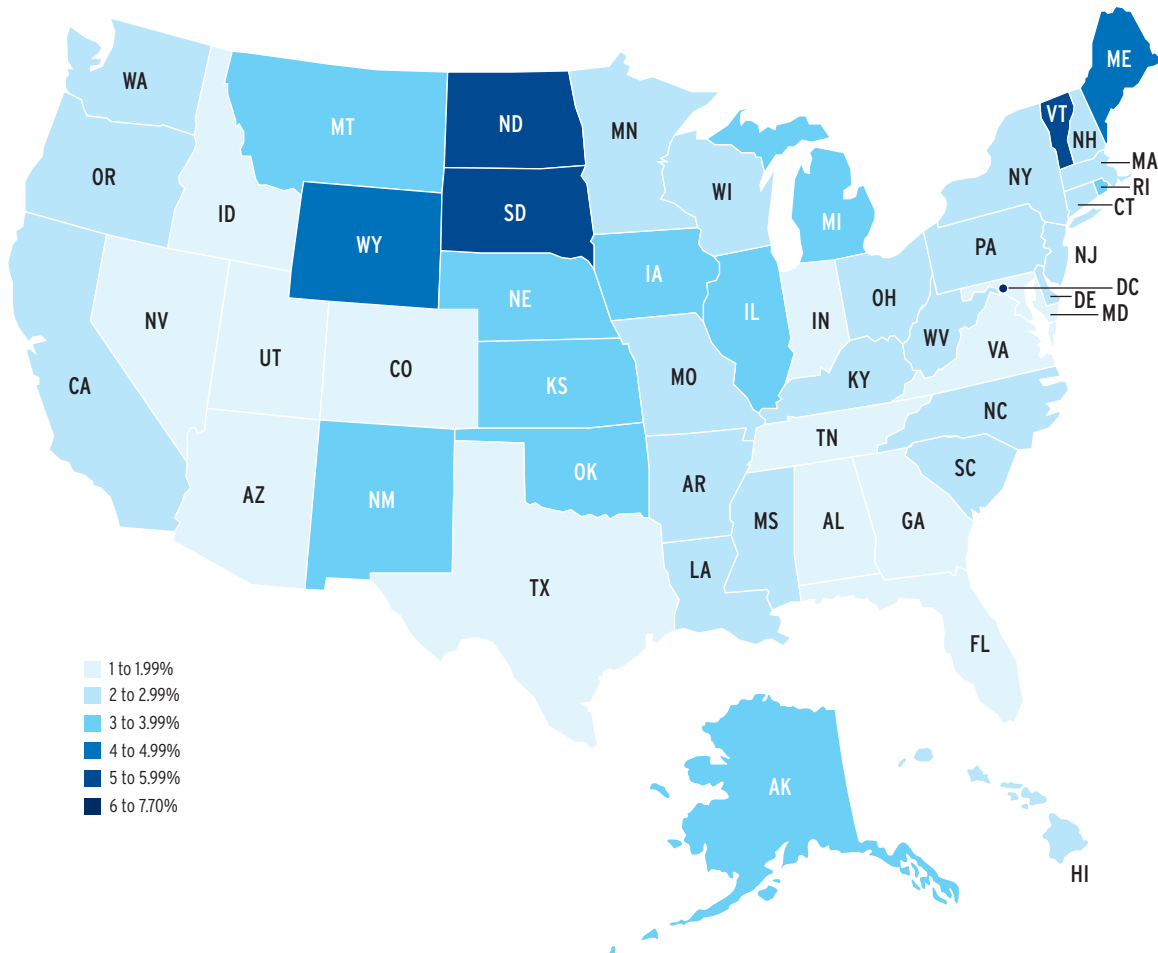 ME
WA
MT
ND
VT
MN
NH
MA
OR
NY
WI
RI
ID
SD
CT
MI
WY
PA
NJ
IA
DC
NE
OH
DE
IL
MD
NV
IN
WV
VA
UT
CO
MO
KY
CA
KS
NC
TN
SC
OK
AR
AZ
NM
MS
AL
GA
LA
TX
FL
1 to 1.99%
2 to 2.99%
3 to 3.99%
4 to 4.99%
5 to 5.99%
6 to 7.70%
AK
HI